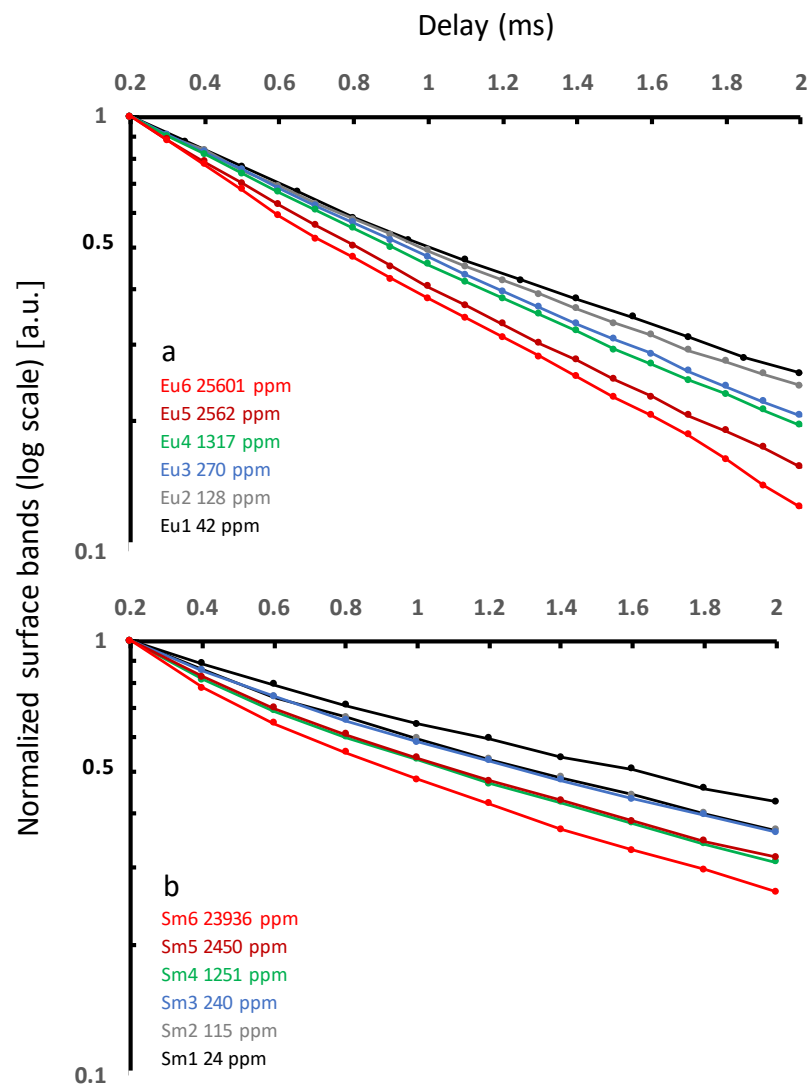 Delay (ms)
0.2 0.4 0.6 0.8 1 1.2 1.4 1.6 1.8 2
1
0.5
0.1
Normalized surface bands (log scale) [a.u.]
a
Eu6 25601 ppm
Eu5 2562 ppm
Eu4 1317 ppm
Eu3 270 ppm
Eu2 128 ppm
Eu1 42 ppm
0.2 0.4 0.6 0.8 1 1.2 1.4 1.6 1.8 2
1
0.5
0.1
b
Sm6 23936 ppm
Sm5 2450 ppm
Sm4 1251 ppm
Sm3 240 ppm
Sm2 115 ppm
Sm1 24 ppm